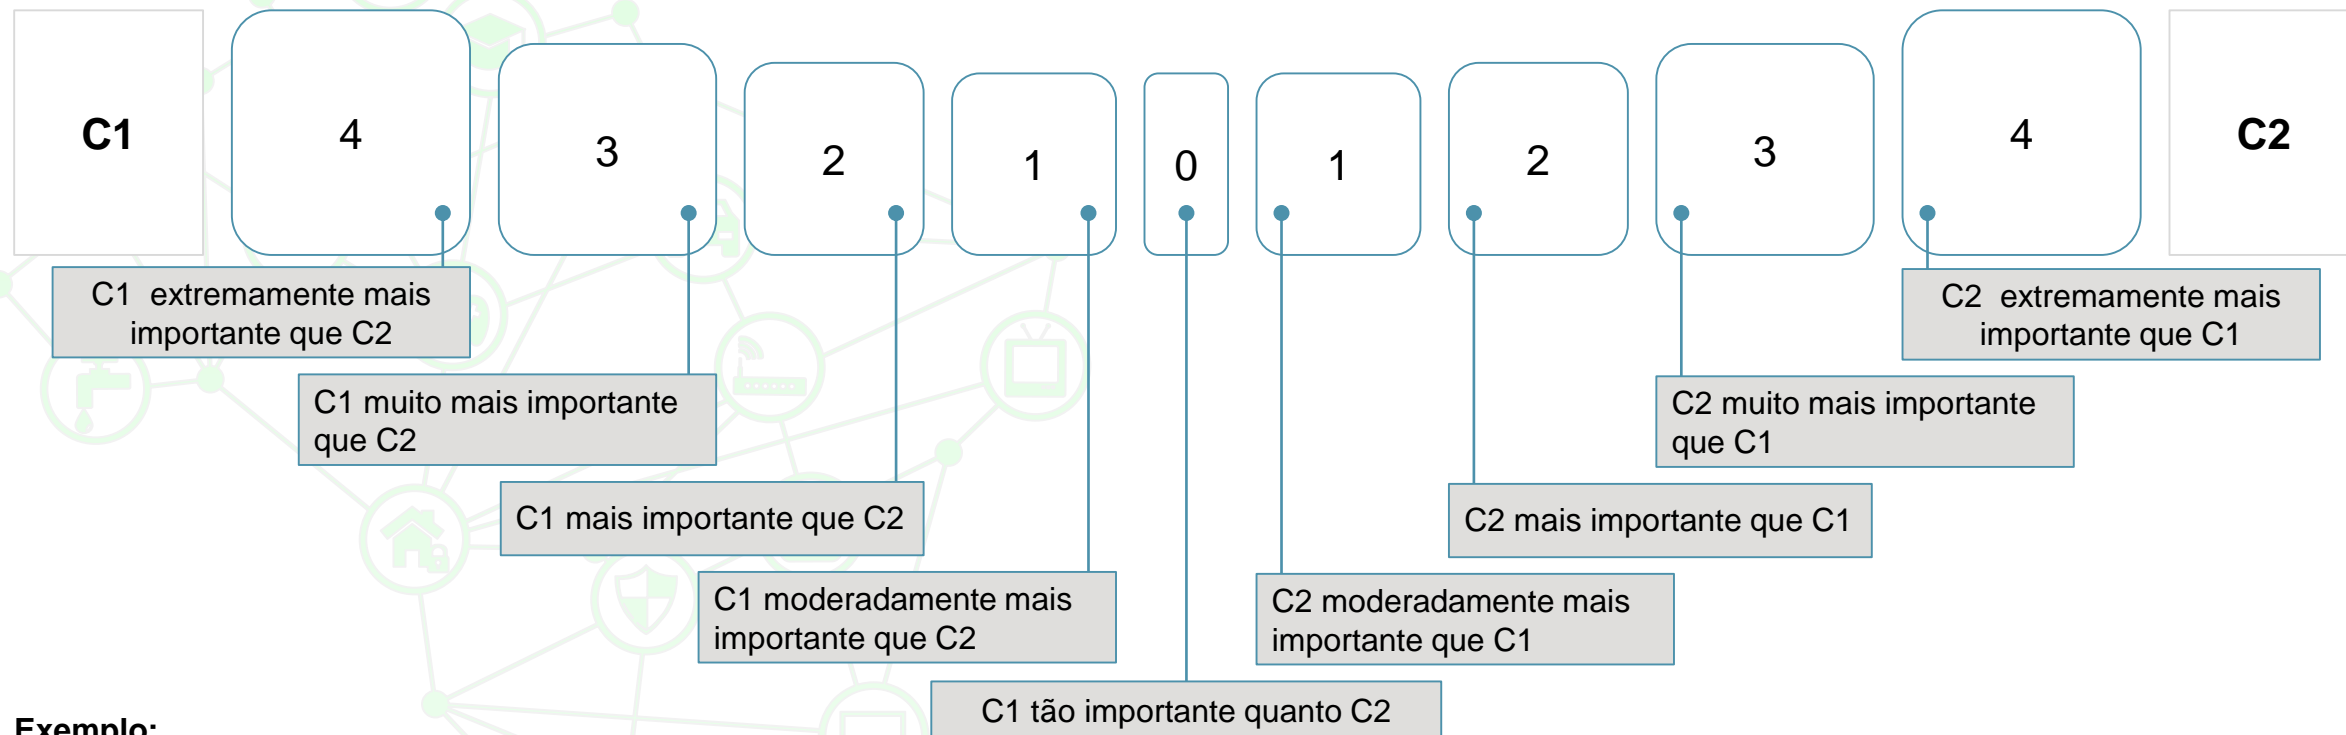 C1
4
3
2
1
0
1
2
3
4
C2
C1 extremamente mais
importante que C2
C2 extremamente mais
importante que C1
C1 muito mais importante
que C2
C2 muito mais importante
que C1
C1 mais importante que C2
C2 mais importante que C1
C1 moderadamente mais
importante que C2
C2 moderadamente mais
importante que C1
C1 tão importante quanto C2
Exemplo: